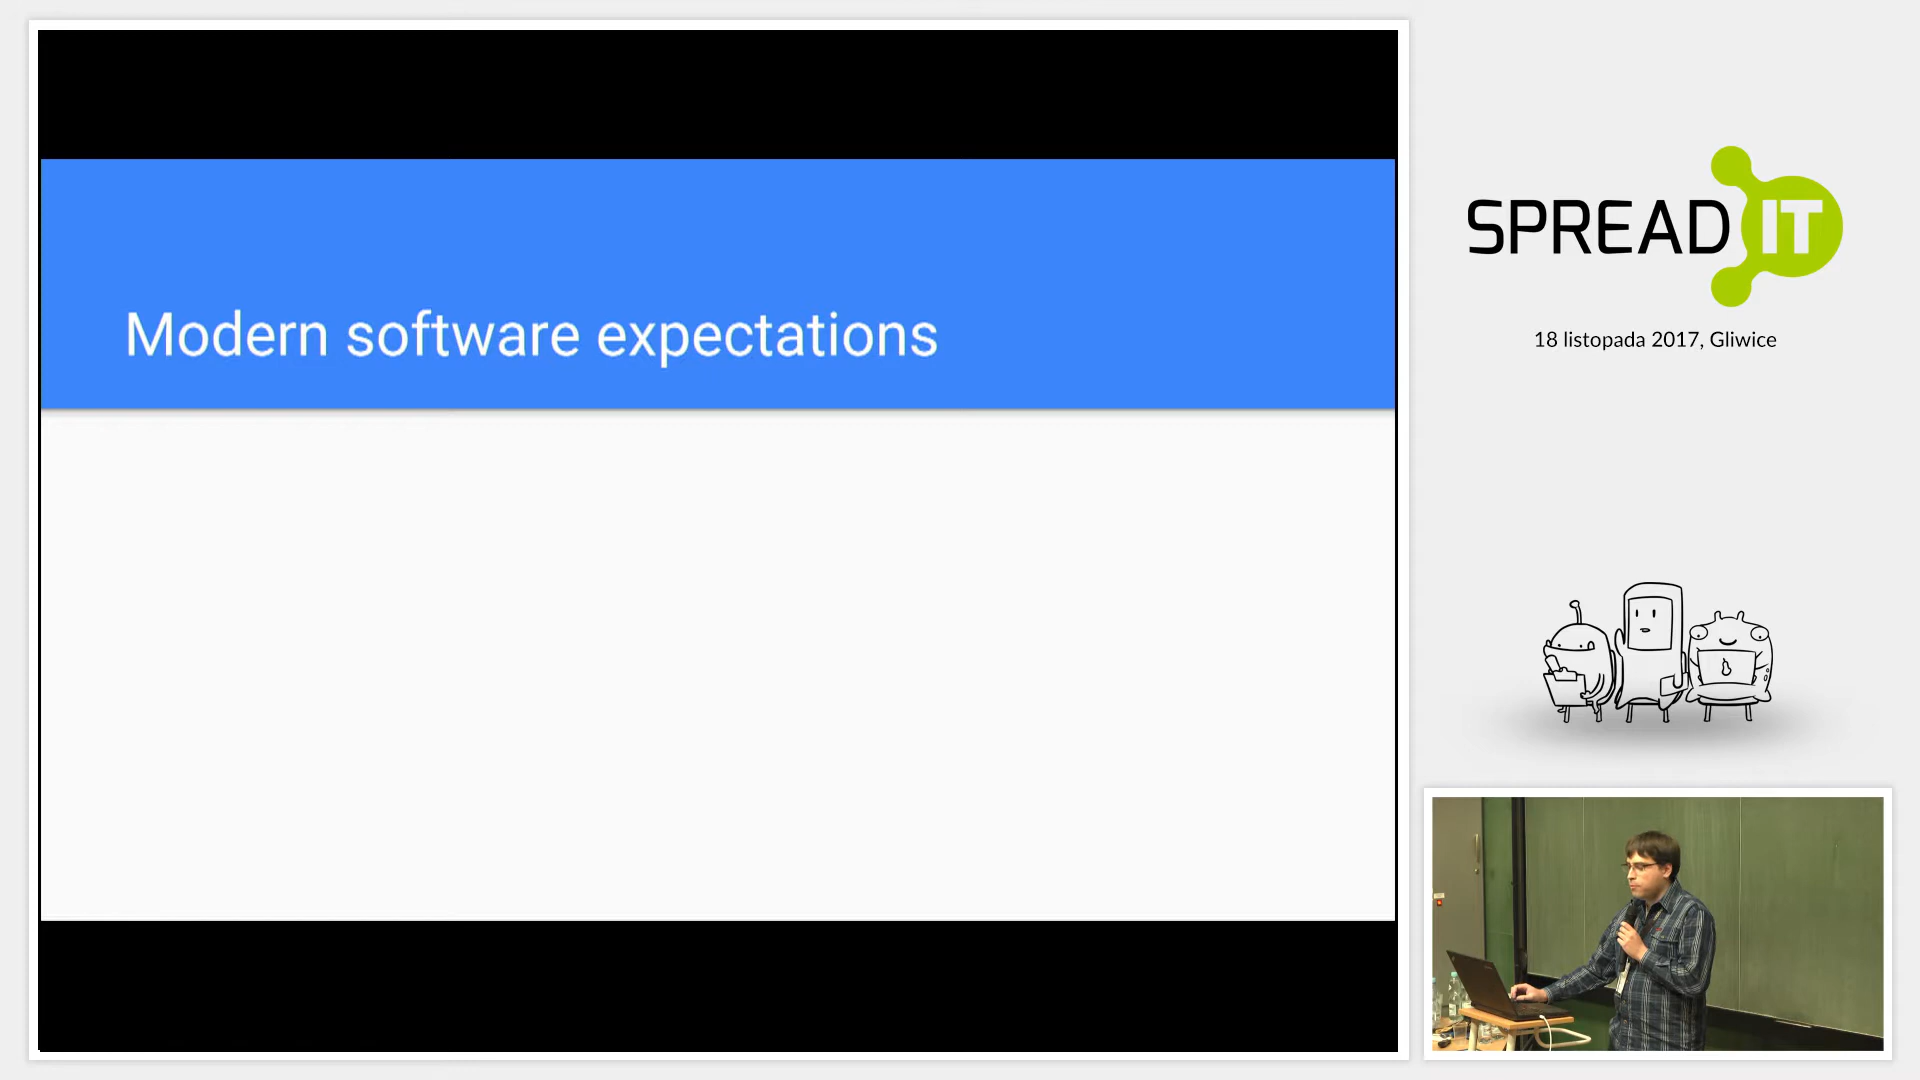 Modern software expectations
SPREAD IT
18 listopada 2017, Gliwice